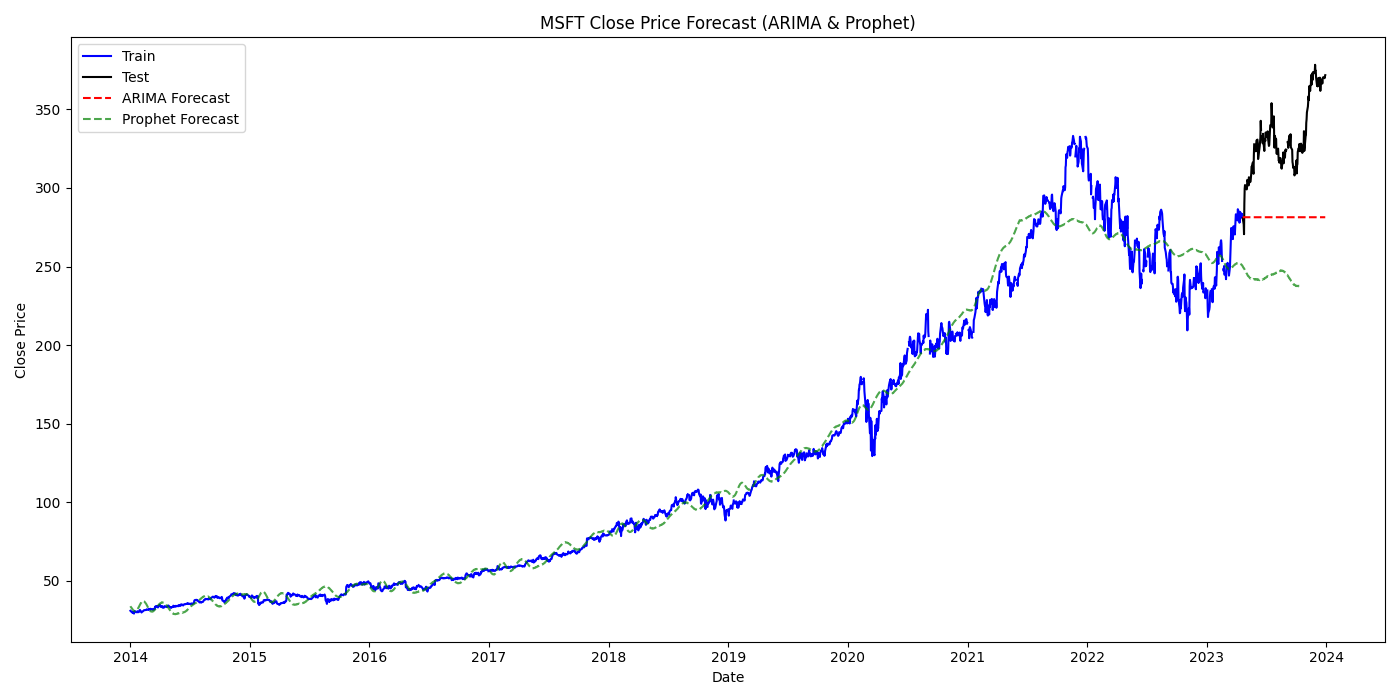 MSFT Close Price Forecast (ARIMA & Prophet)
Train
Test
ARIMA Forecast
Prophet Forecast
Close Price
350
300
250
200
150
100
50
2014 2015 2016 2017 2018 2019 2020 2021 2022 2023 2024
Date